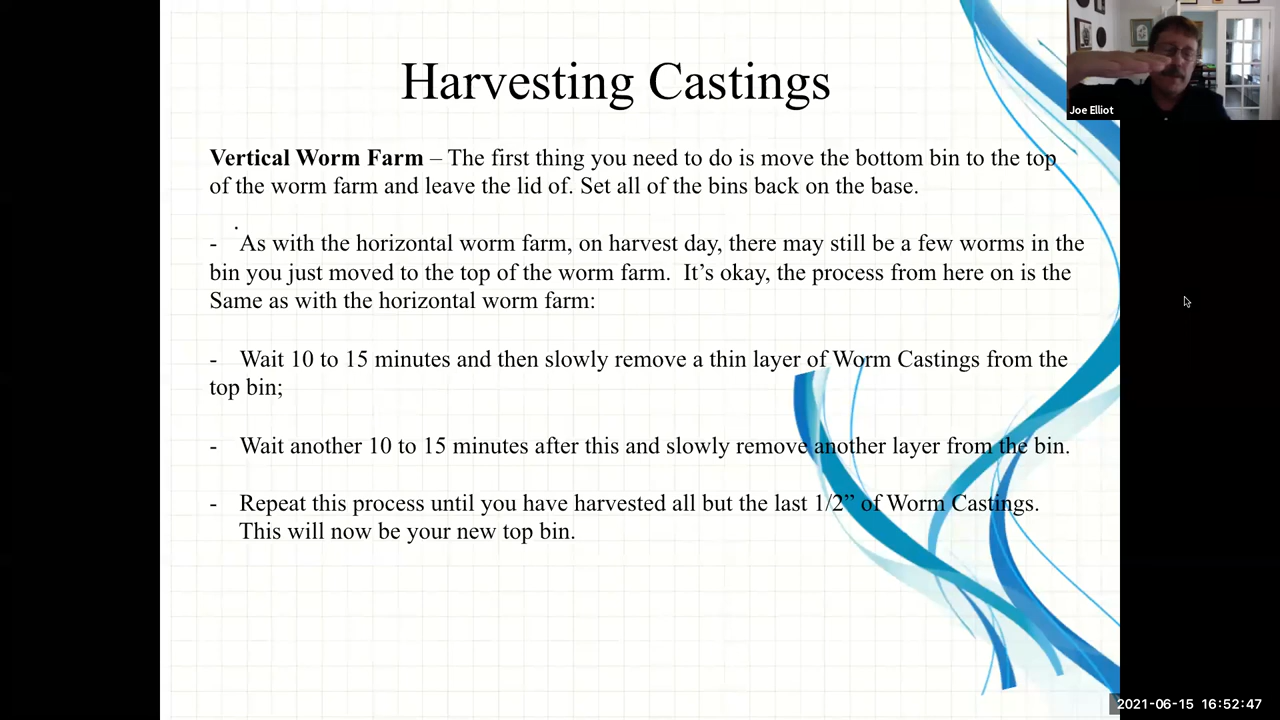 Harvesting Castings
Joe Elliot
Vertical Worm Farm – The first thing you need to do is move the bottom bin to the top
of the worm farm and leave the lid of. Set all of the bins back on the base.
.
- As with the horizontal worm farm, on harvest day, there may still be a few worms in the
bin you just moved to the top of the worm farm.  It’s okay, the process from here on is the
Same as with the horizontal worm farm:
- Wait 10 to 15 minutes and then slowly remove a thin layer of Worm Castings from the
top bin;
- Wait another 10 to 15 minutes after this and slowly remove another layer from the bin.
- Repeat this process until you have harvested all but the last 1/2” of Worm Castings.
This will now be your new top bin.
2021-06-15 16:52:47